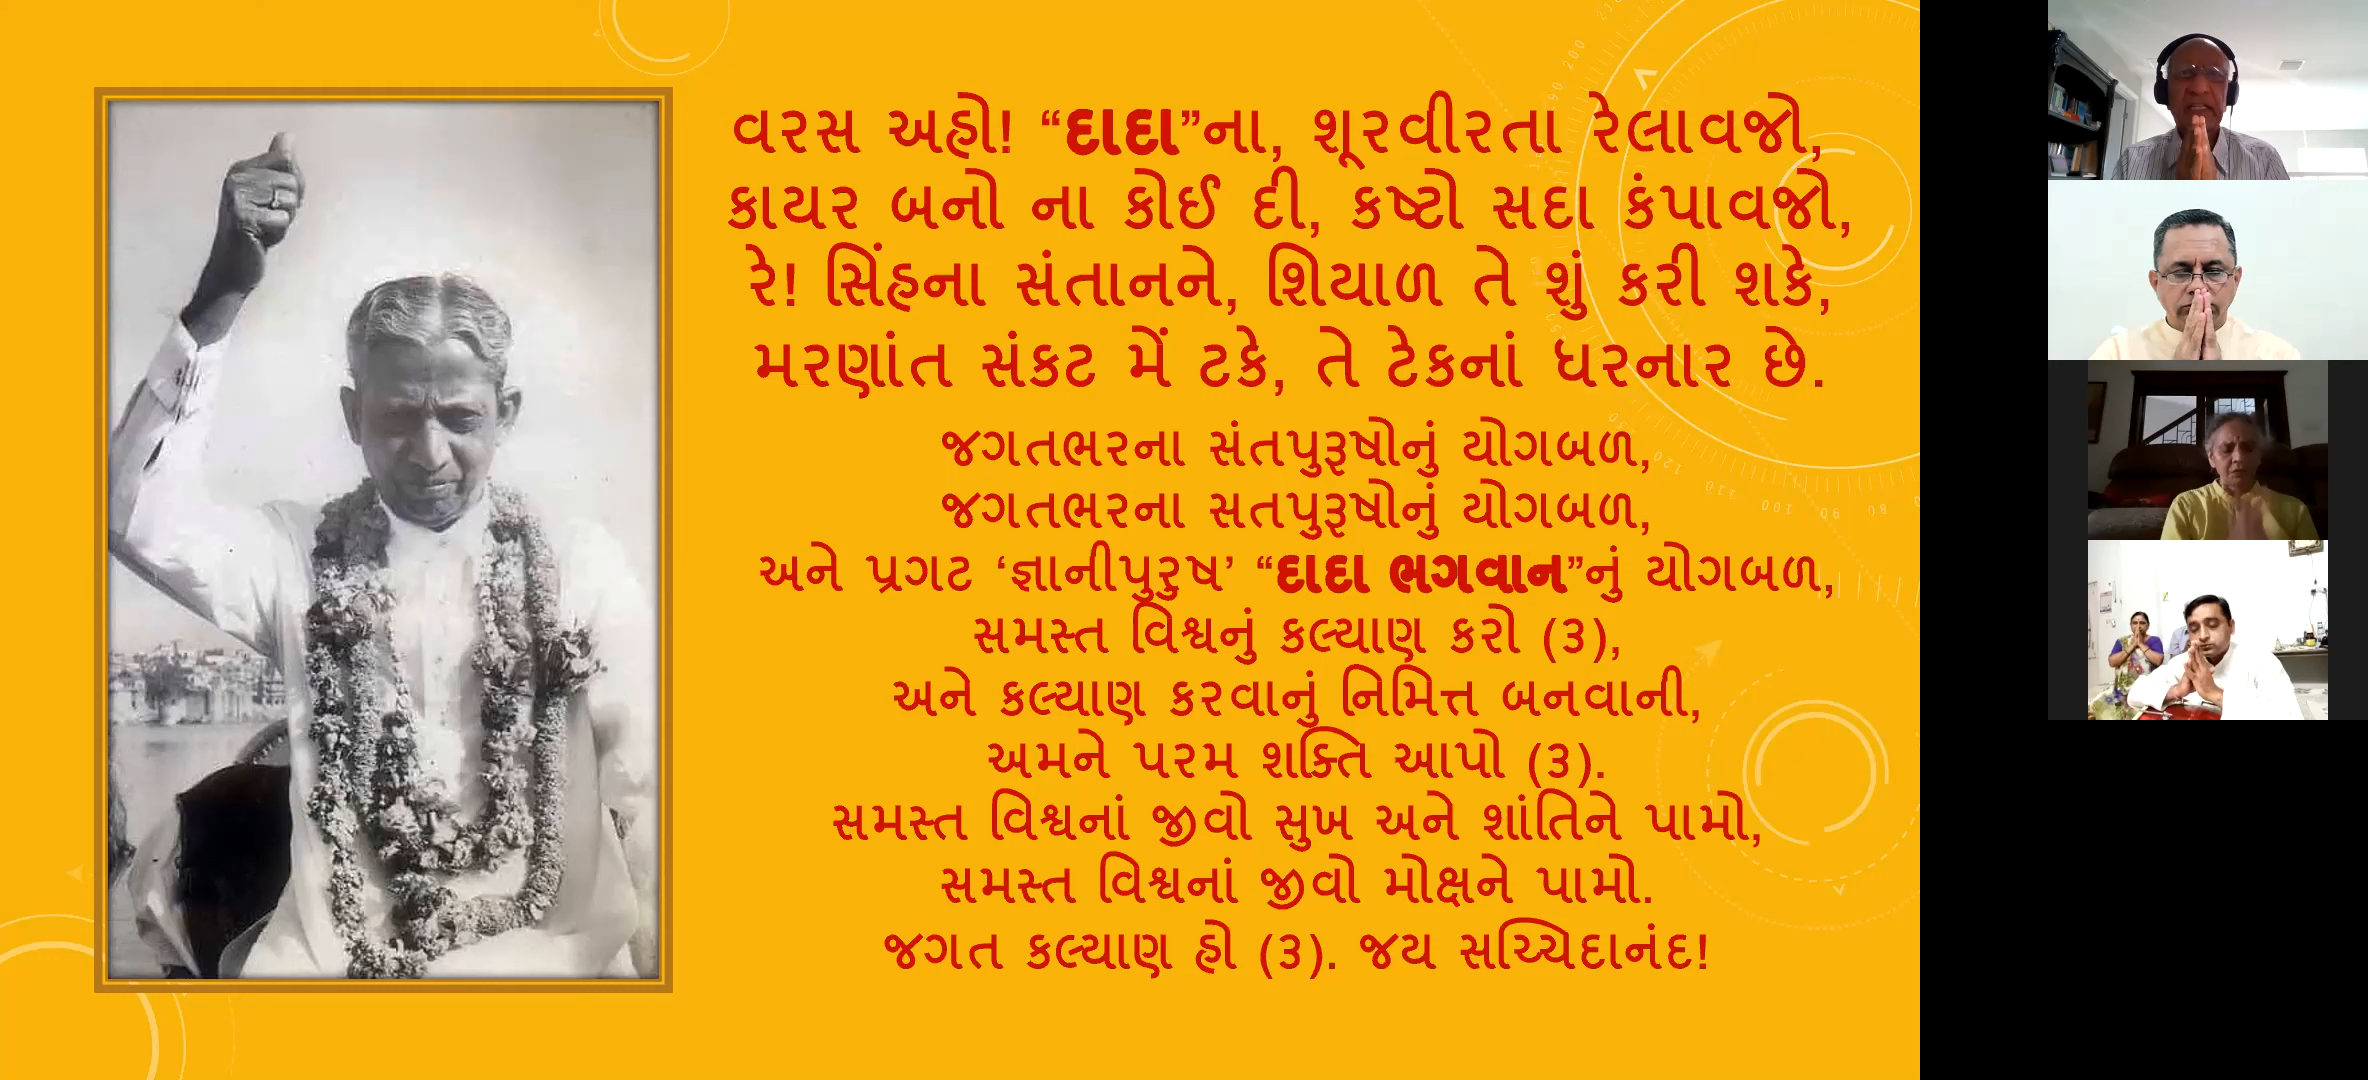 વરસ અહો! “દાદા”ના, શૂરવીરતા રેલાવજો,
કાયર બનો ના કોઈ દી, કષ્ટો સદા કંપાવજો,
રે! સિંહના સંતાનને, શિયાળ તે શું કરી શકે,
મરણાંત સંકટ મેં ટકે, તે ટેકનાં ધરનાર છે.
જગતભરના સંતપુરૂષોનું યોગબળ,
જગતભરના સતપુરૂષોનું યોગબળ,
અને પ્રગટ ‘જ્ઞાનીપુરુષ’ “દાદા ભગવાન”નું યોગબળ,
સમસ્ત વિશ્વનું કલ્યાણ કરો (૩),
અને કલ્યાણ કરવાનું નિમિત્ત બનવાની,
અમને પરમ શક્તિ આપો (૩).
સમસ્ત વિશ્વનાં જીવો સુખ અને શાંતિને પામો,
સમસ્ત વિશ્વનાં જીવો મોક્ષને પામો.
જગત કલ્યાણ હો (૩). જય સચ્ચિદાનંદ!